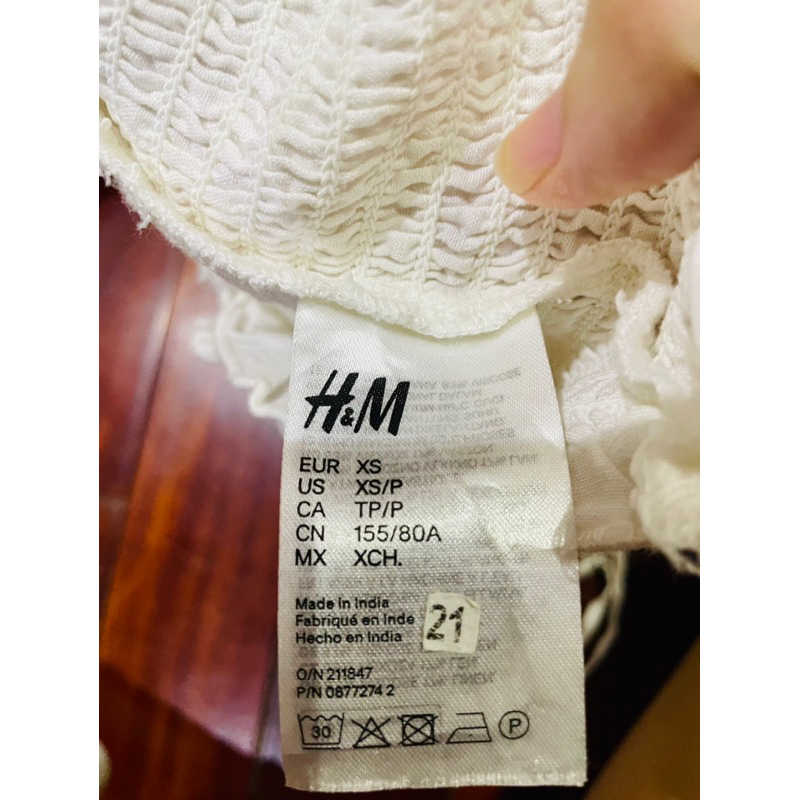 H&M
EUR XS
US XS/P
CA TP/P
CN 155/80A
MX XCH.
Made in India
Fabriqué en Inde
Hecho en India
21
O/N 211847
P/N 0877274 2
30 P